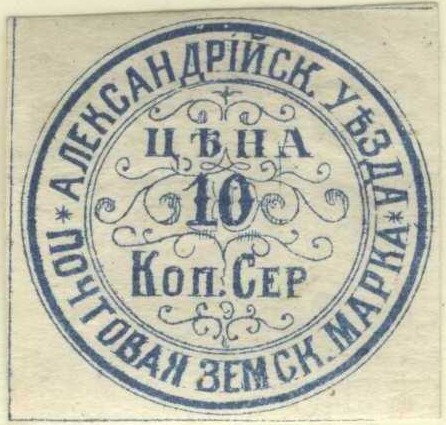 АЛЕКСАНДРІЙСК. УѢЗДА
ЦѢНА
10
КОП. СЕР
* ПОЧТОВАЯ ЗЕМСК. МАРКА *